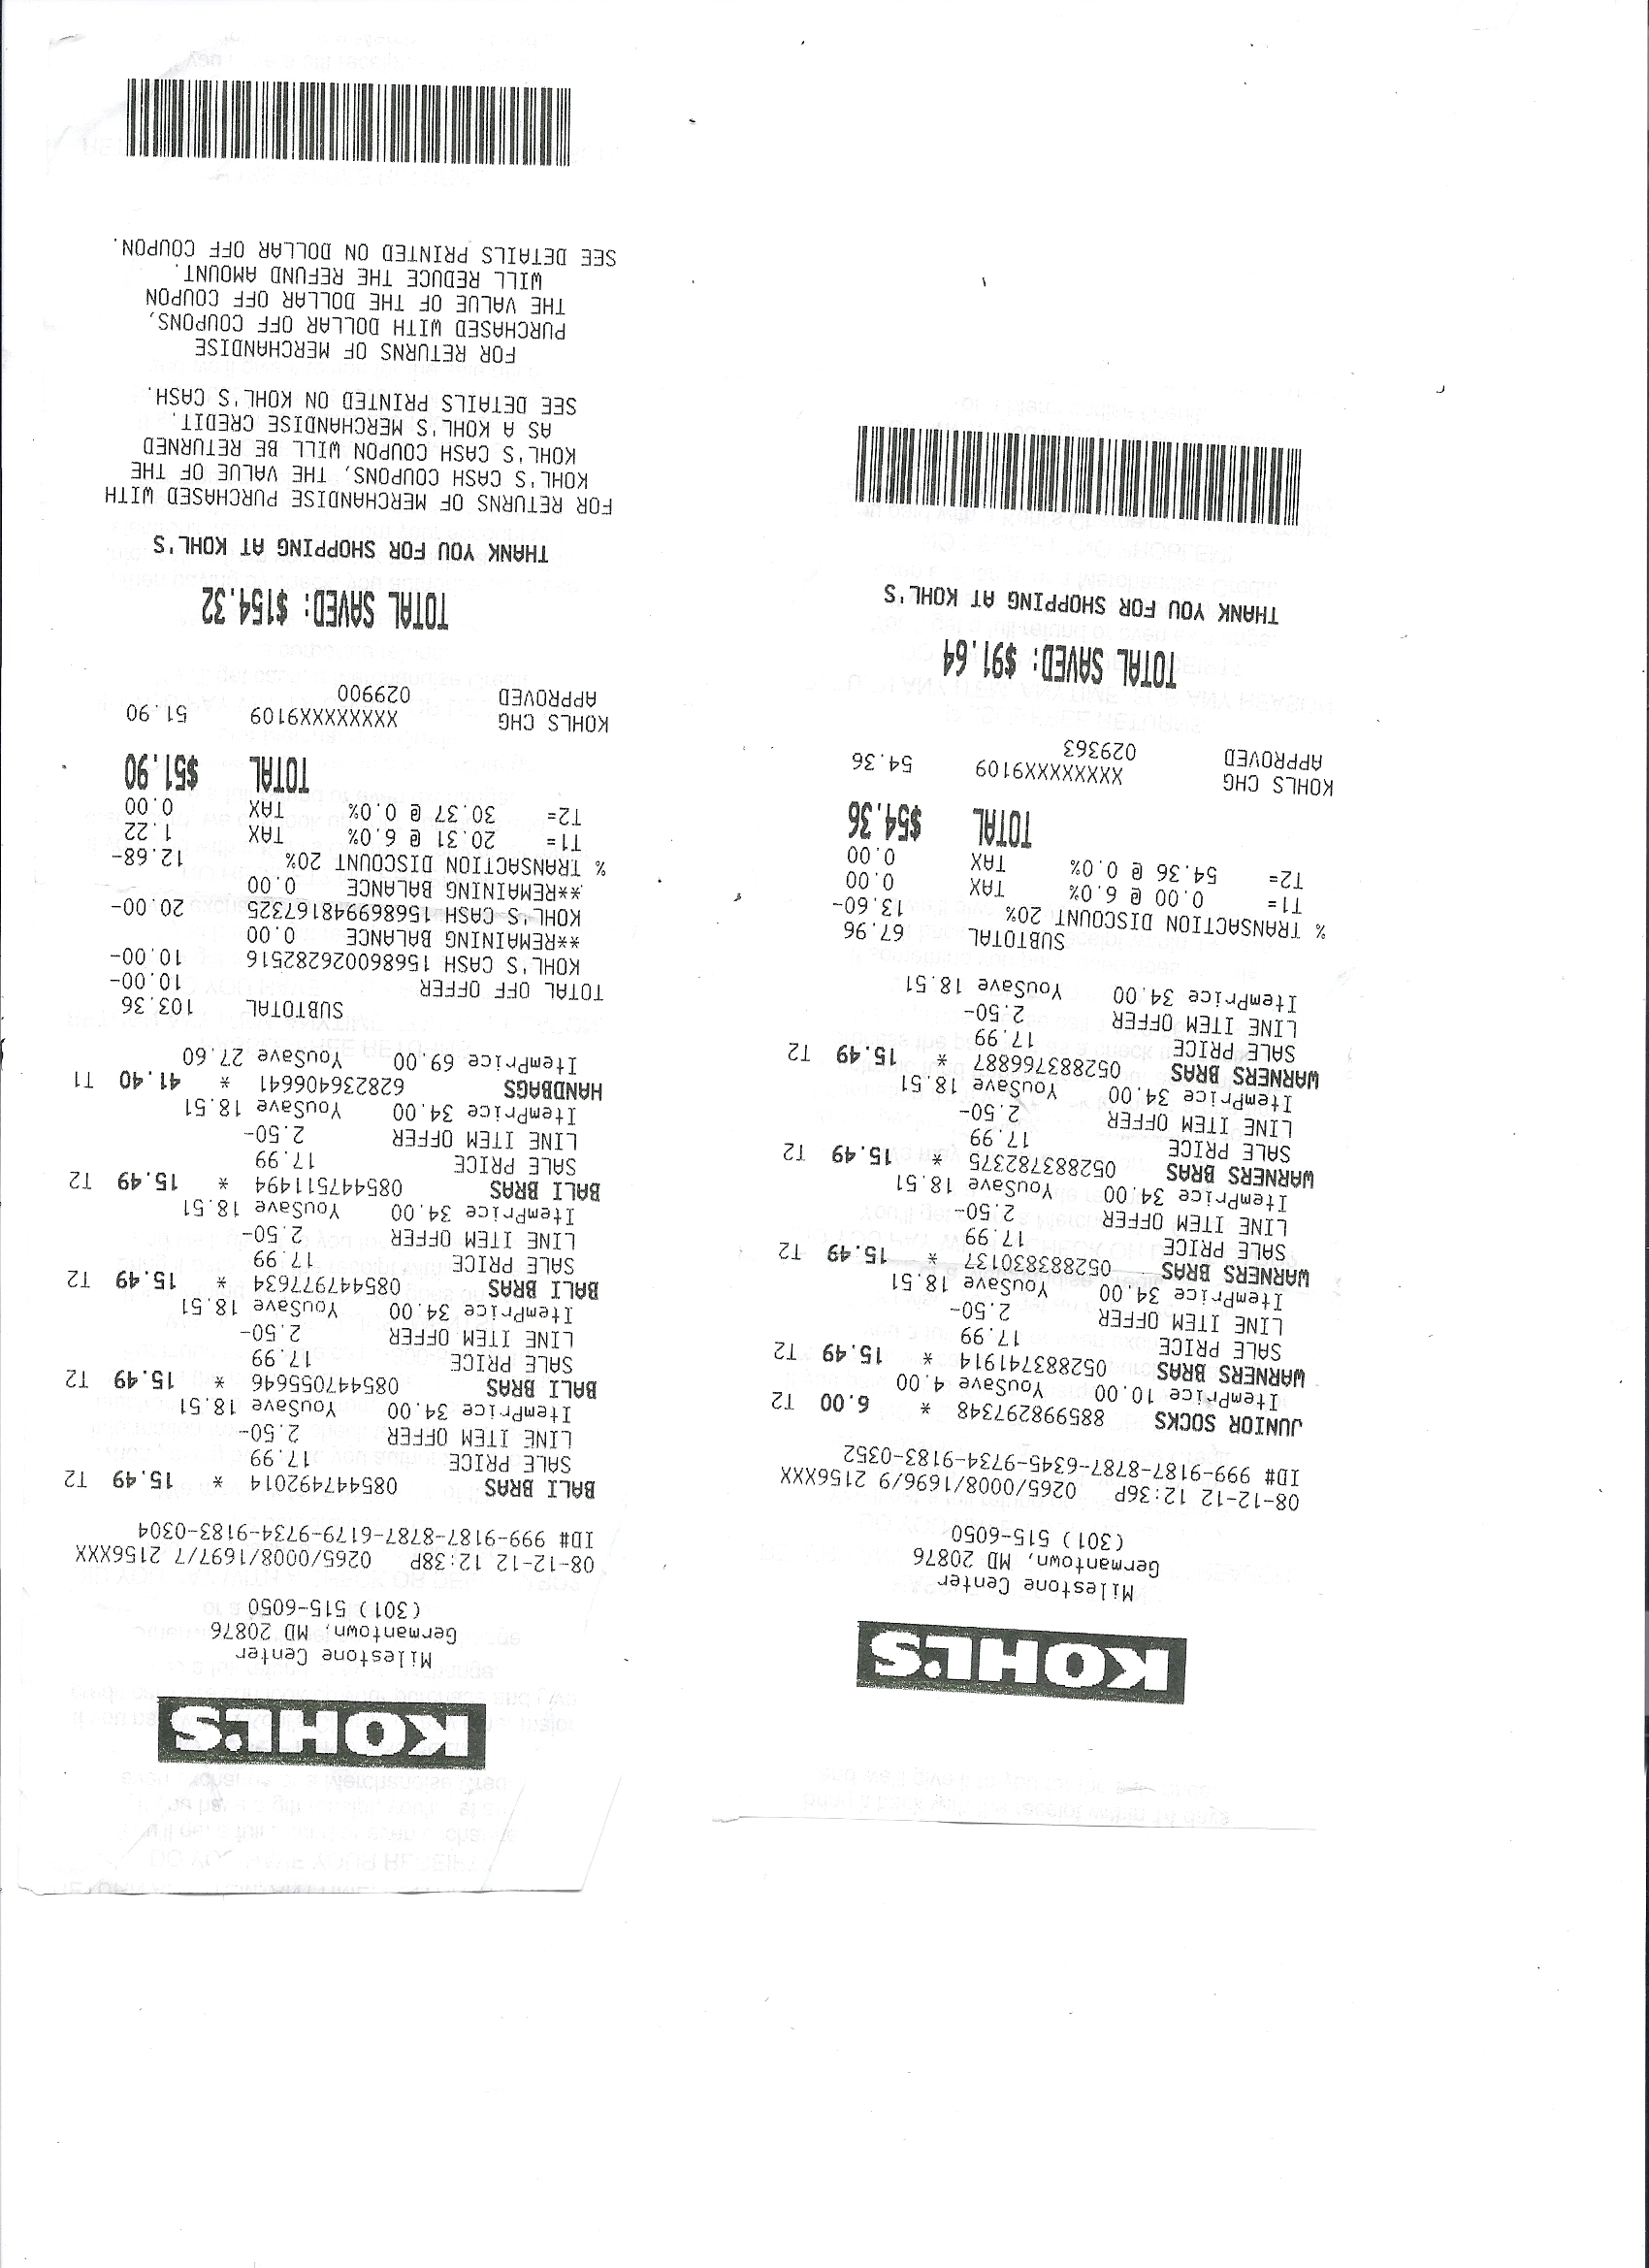 KOHL'S
Milestone Center
Germantown, MD 20876
(301) 515-6050
08-12-12 12:36P 0265/0008/1696/9 2156XXX
ID# 999-9187-8787-6345-9734-9183-0352
JUNIOR SOCKS 885998297348 * 6.00 T2
ItemPrice 10.00 YouSave 4.00
WARNERS BRAS 052883741914 * 15.49 T2
SALE PRICE 17.99
LINE ITEM OFFER 2.50-
ItemPrice 34.00 YouSave 18.51
WARNERS BRAS 052883830137 * 15.49 T2
SALE PRICE 17.99
LINE ITEM OFFER 2.50-
ItemPrice 34.00 YouSave 18.51
WARNERS BRAS 052883782375 * 15.49 T2
SALE PRICE 17.99
LINE ITEM OFFER 2.50-
ItemPrice 34.00 YouSave 18.51
WARNERS BRAS 052883766887 * 15.49 T2
SALE PRICE 17.99
LINE ITEM OFFER 2.50-
ItemPrice 34.00 YouSave 18.51
SUBTOTAL 67.96
% TRANSACTION DISCOUNT 20% 13.60-
T1= 0.00 @ 6.0% TAX 0.00
T2= 54.36 @ 0.0% TAX 0.00
TOTAL $54.36
KOHLS CHG XXXXXXXXX9109 54.36
APPROVED 029363
TOTAL SAVED: $91.64
THANK YOU FOR SHOPPING AT KOHL'S
KOHL'S
Milestone Center
Germantown, MD 20876
(301) 515-6050
08-12-12 12:38P 0265/0008/1697/7 2156XXX
ID# 999-9187-8787-6179-9734-9183-0304
BALI BRAS 085447492014 * 15.49 T2
SALE PRICE 17.99
LINE ITEM OFFER 2.50-
ItemPrice 34.00 YouSave 18.51
BALI BRAS 085447055646 * 15.49 T2
SALE PRICE 17.99
LINE ITEM OFFER 2.50-
ItemPrice 34.00 YouSave 18.51
BALI BRAS 085447977634 * 15.49 T2
SALE PRICE 17.99
LINE ITEM OFFER 2.50-
ItemPrice 34.00 YouSave 18.51
BALI BRAS 085447511494 * 15.49 T2
SALE PRICE 17.99
LINE ITEM OFFER 2.50-
ItemPrice 34.00 YouSave 18.51
HANDBAGS 628236406641 * 41.40 T1
ItemPrice 69.00 YouSave 27.60
SUBTOTAL 103.36
TOTAL OFF OFFER 10.00-
KOHL'S CASH 156860026282516 10.00-
**REMAINING BALANCE 0.00
KOHL'S CASH 156869948167325 20.00-
**REMAINING BALANCE 0.00
% TRANSACTION DISCOUNT 20% 12.68-
T1= 20.31 @ 6.0% TAX 1.22
T2= 30.37 @ 0.0% TAX 0.00
TOTAL $51.90
KOHLS CHG XXXXXXXXX9109 51.90
APPROVED 029900
TOTAL SAVED: $154.32
THANK YOU FOR SHOPPING AT KOHL'S
FOR RETURNS OF MERCHANDISE PURCHASED WITH
KOHL'S CASH COUPONS, THE VALUE OF THE
KOHL'S CASH COUPON WILL BE RETURNED
AS A KOHL'S MERCHANDISE CREDIT.
SEE DETAILS PRINTED ON KOHL'S CASH.
FOR RETURNS OF MERCHANDISE
PURCHASED WITH DOLLAR OFF COUPONS,
THE VALUE OF THE DOLLAR OFF COUPON
WILL REDUCE THE REFUND AMOUNT.
SEE DETAILS PRINTED ON DOLLAR OFF COUPON.